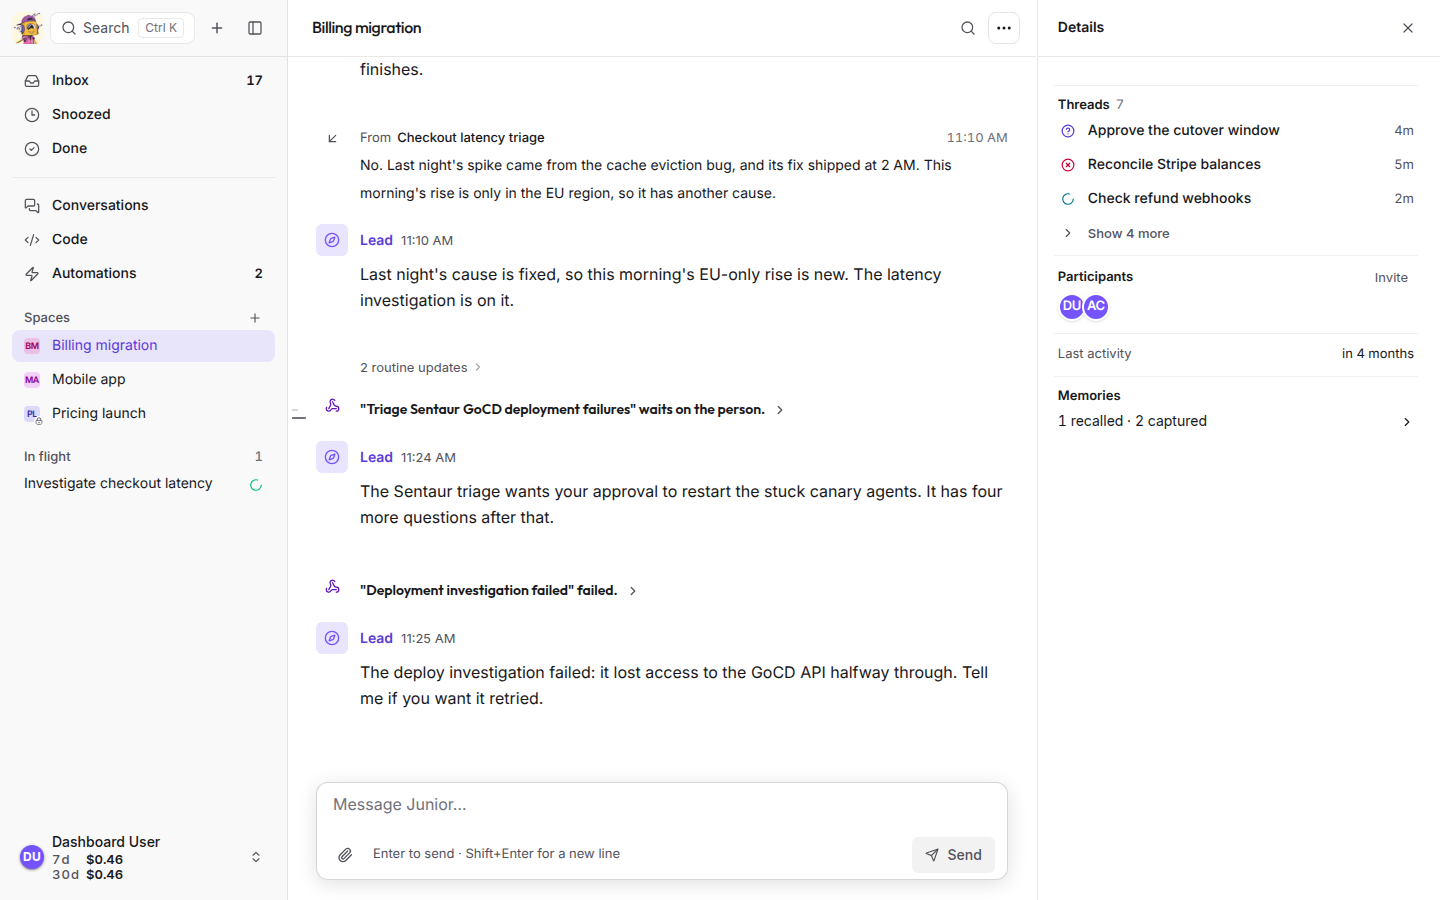 Search Ctrl K
Inbox 17
Snoozed
Done
Conversations
Code
Automations 2
Spaces
BM Billing migration
MA Mobile app
PL Pricing launch
In flight 1
Investigate checkout latency
DU Dashboard User
7d $0.46
30d $0.46
Billing migration
finishes.
From Checkout latency triage 11:10 AM
No. Last night's spike came from the cache eviction bug, and its fix shipped at 2 AM. This
morning's rise is only in the EU region, so it has another cause.
Lead 11:10 AM
Last night's cause is fixed, so this morning's EU-only rise is new. The latency
investigation is on it.
2 routine updates
"Triage Sentaur GoCD deployment failures" waits on the person.
Lead 11:24 AM
The Sentaur triage wants your approval to restart the stuck canary agents. It has four
more questions after that.
"Deployment investigation failed" failed.
Lead 11:25 AM
The deploy investigation failed: it lost access to the GoCD API halfway through. Tell
me if you want it retried.
Message Junior...
Enter to send · Shift+Enter for a new line
Send
Details
Threads 7
Approve the cutover window 4m
Reconcile Stripe balances 5m
Check refund webhooks 2m
Show 4 more
Participants Invite
DU AC
Last activity in 4 months
Memories
1 recalled · 2 captured